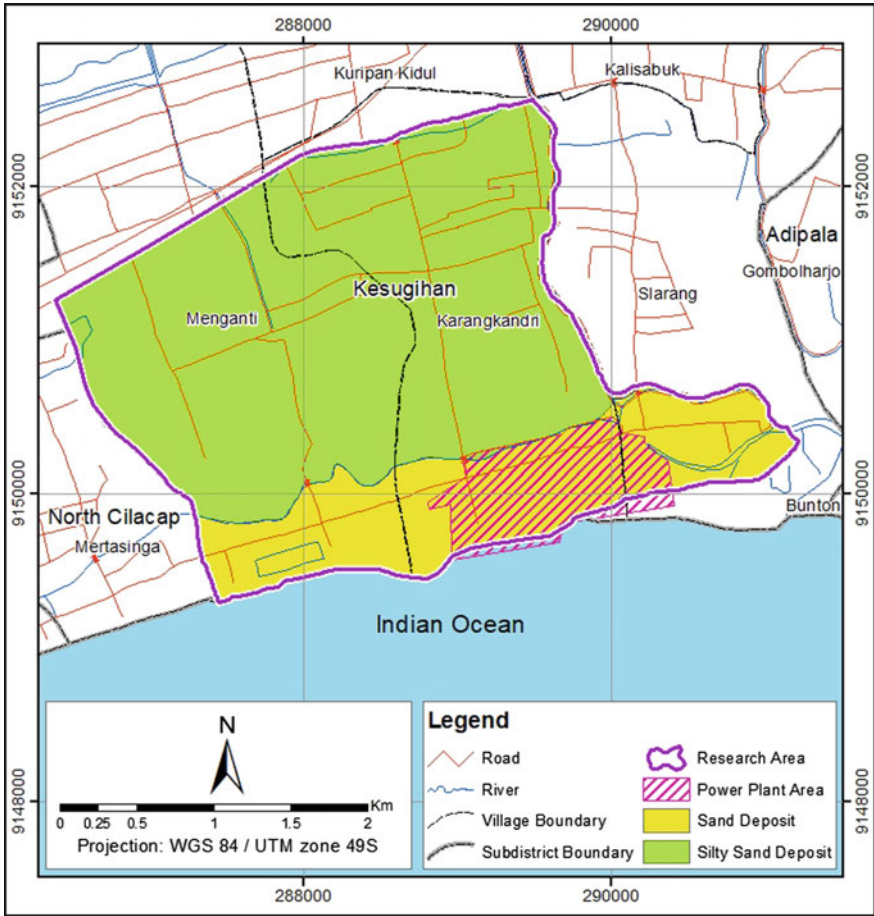 288000
290000
Kuripan Kidul
Kalisabuk
9152000
9152000
Adipala
Gombolharjo
Kesugihan
Slarang
Menganti
Karangkandri
9150000
9150000
North Cilacap
Bunton
Mertasinga
Indian Ocean
N
Km
0 0.25 0.5 1 1.5 2
Projection: WGS 84 / UTM zone 49S
Legend
Road
River
Village Boundary
Subdistrict Boundary
Research Area
Power Plant Area
Sand Deposit
Silty Sand Deposit
9148000
9148000
288000
290000